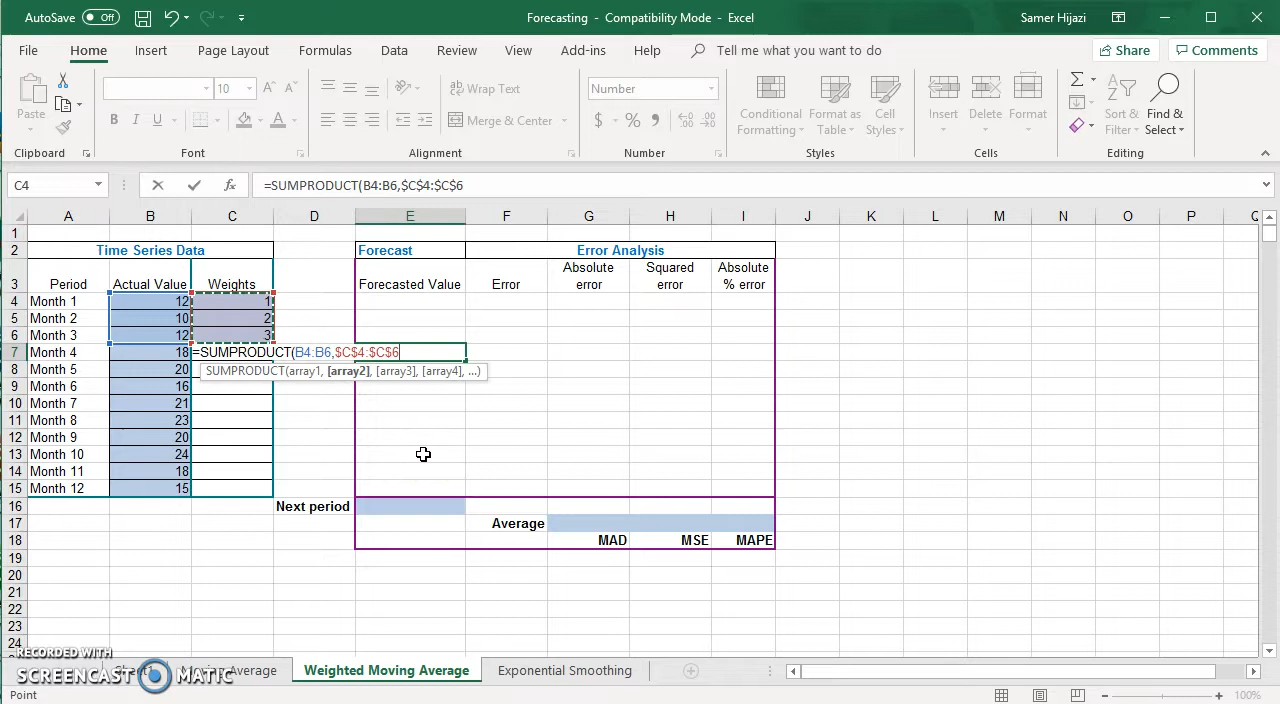 AutoSave Off Forecasting - Compatibility Mode - Excel Samer Hijazi
File Home Insert Page Layout Formulas Data Review View Add-ins Help Tell me what you want to do Share Comments
Paste 10 Wrap Text Number Conditional Format as Cell Insert Delete Format Sort & Find &
B I U Merge & Center $ % Formatting Table Styles Filter Select
Clipboard Font Alignment Number Styles Cells Editing
C4 fx =SUMPRODUCT(B4:B6,$C$4:$C$6
A B C D E F G H I J K L M N O P Q
1
2 Time Series Data Forecast Error Analysis
Absolute Squared Absolute
3 Period Actual Value Weights Forecasted Value Error error error % error
4 Month 1 12 1
5 Month 2 10 2
6 Month 3 12 3
7 Month 4 18 =SUMPRODUCT(B4:B6,$C$4:$C$6
8 Month 5 20 SUMPRODUCT(array1, [array2], [array3], [array4], ...)
9 Month 6 16
10 Month 7 21
11 Month 8 23
12 Month 9 20
13 Month 10 24
14 Month 11 18
15 Month 12 15
16 Next period
17 Average
18 MAD MSE MAPE
19
20
21
22
23
24
RECORDED WITH
SCREENCAST MATIC
Moving Average Weighted Moving Average Exponential Smoothing
Point 100%